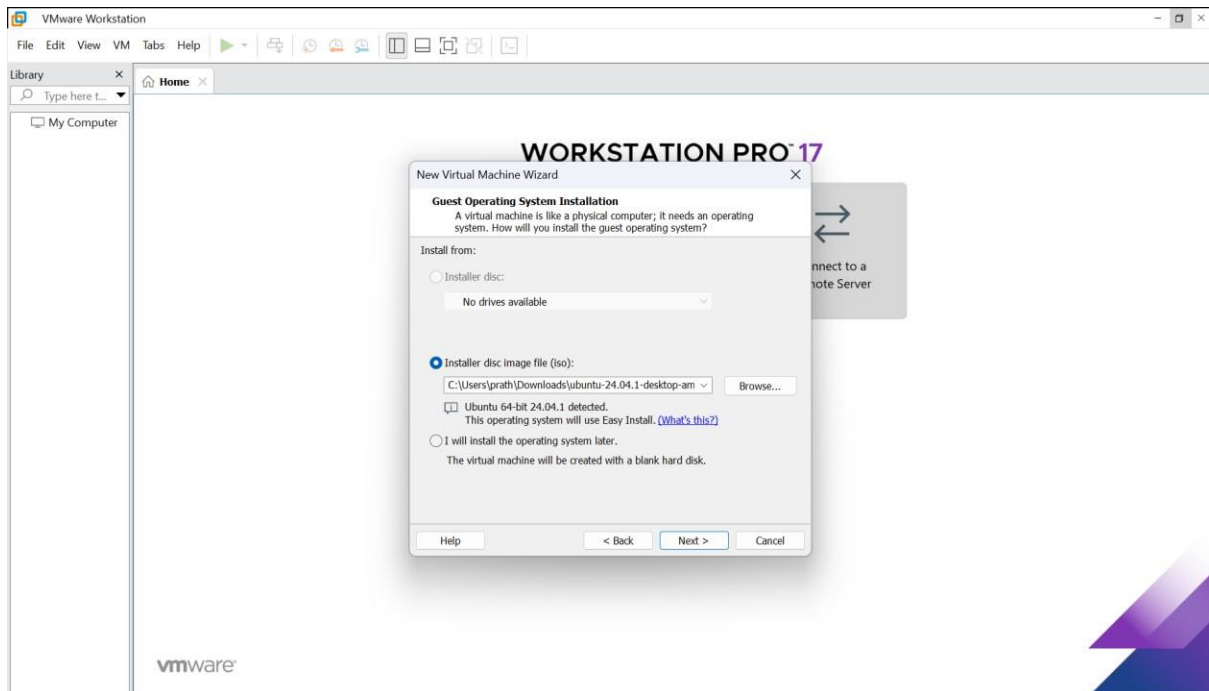 VMware Workstation
File Edit View VM Tabs Help
Library
Home
Type here t...
My Computer
WORKSTATION PRO™ 17
New Virtual Machine Wizard
Guest Operating System Installation
A virtual machine is like a physical computer; it needs an operating
system. How will you install the guest operating system?
Install from:
Installer disc:
No drives available
Installer disc image file (iso):
C:\Users\prath\Downloads\ubuntu-24.04.1-desktop-am
Browse...
Ubuntu 64-bit 24.04.1 detected.
This operating system will use Easy Install. (What's this?)
I will install the operating system later.
The virtual machine will be created with a blank hard disk.
Help < Back Next > Cancel
nnect to a
note Server
vmware